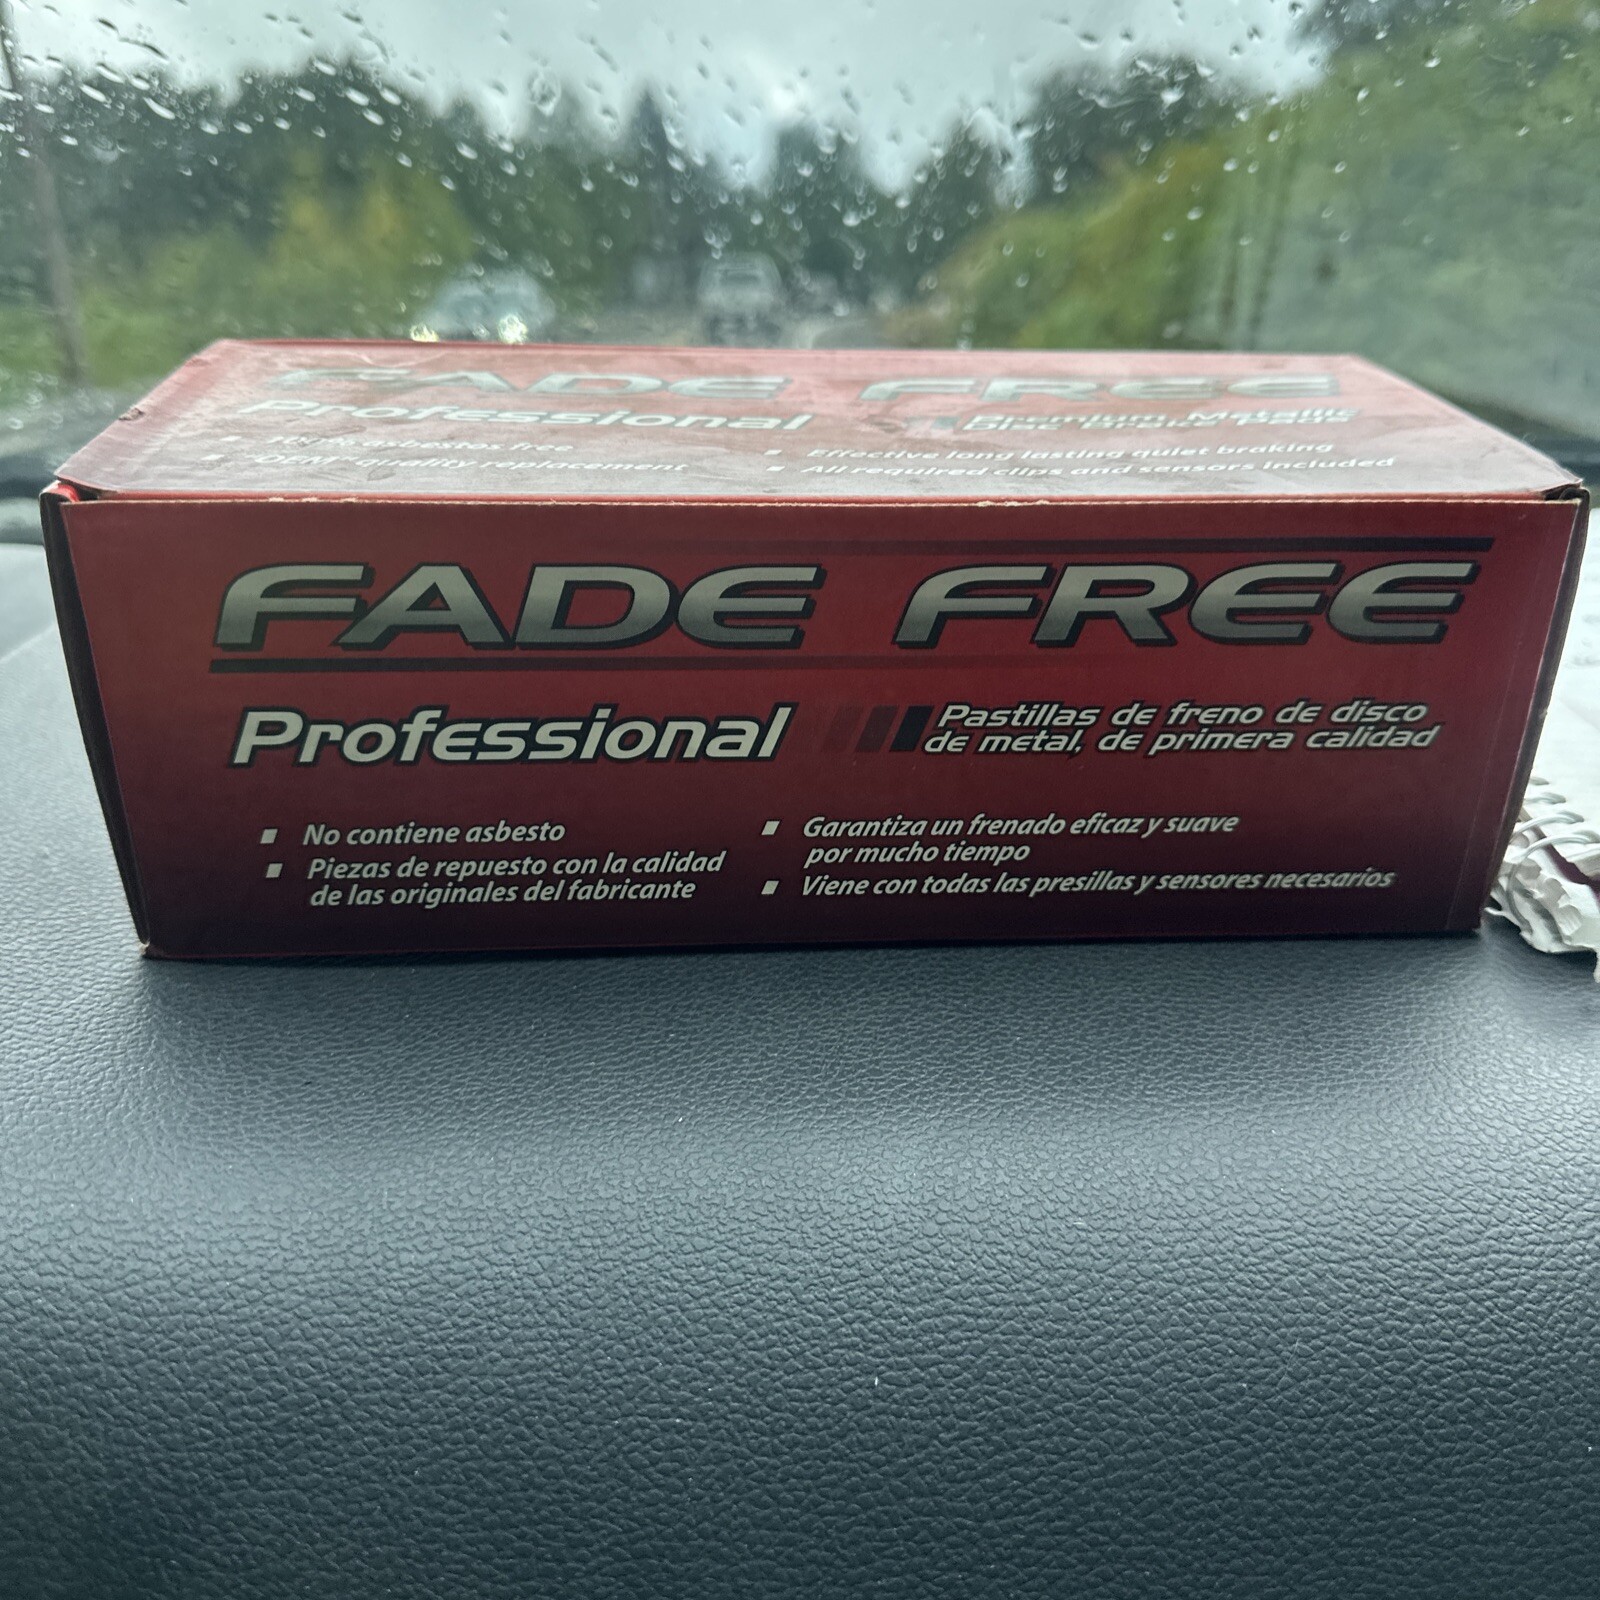 FADE FREE
Professional
Premium Metallic
Disc Brake Pads
100% asbestos free
"OEM" quality replacement
Effective long lasting quiet braking
All required clips and sensors included
FADE FREE
Professional
Pastillas de freno de disco
de metal, de primera calidad
No contiene asbesto
Piezas de repuesto con la calidad
de las originales del fabricante
Garantiza un frenado eficaz y suave
por mucho tiempo
Viene con todas las presillas y sensores necesarios